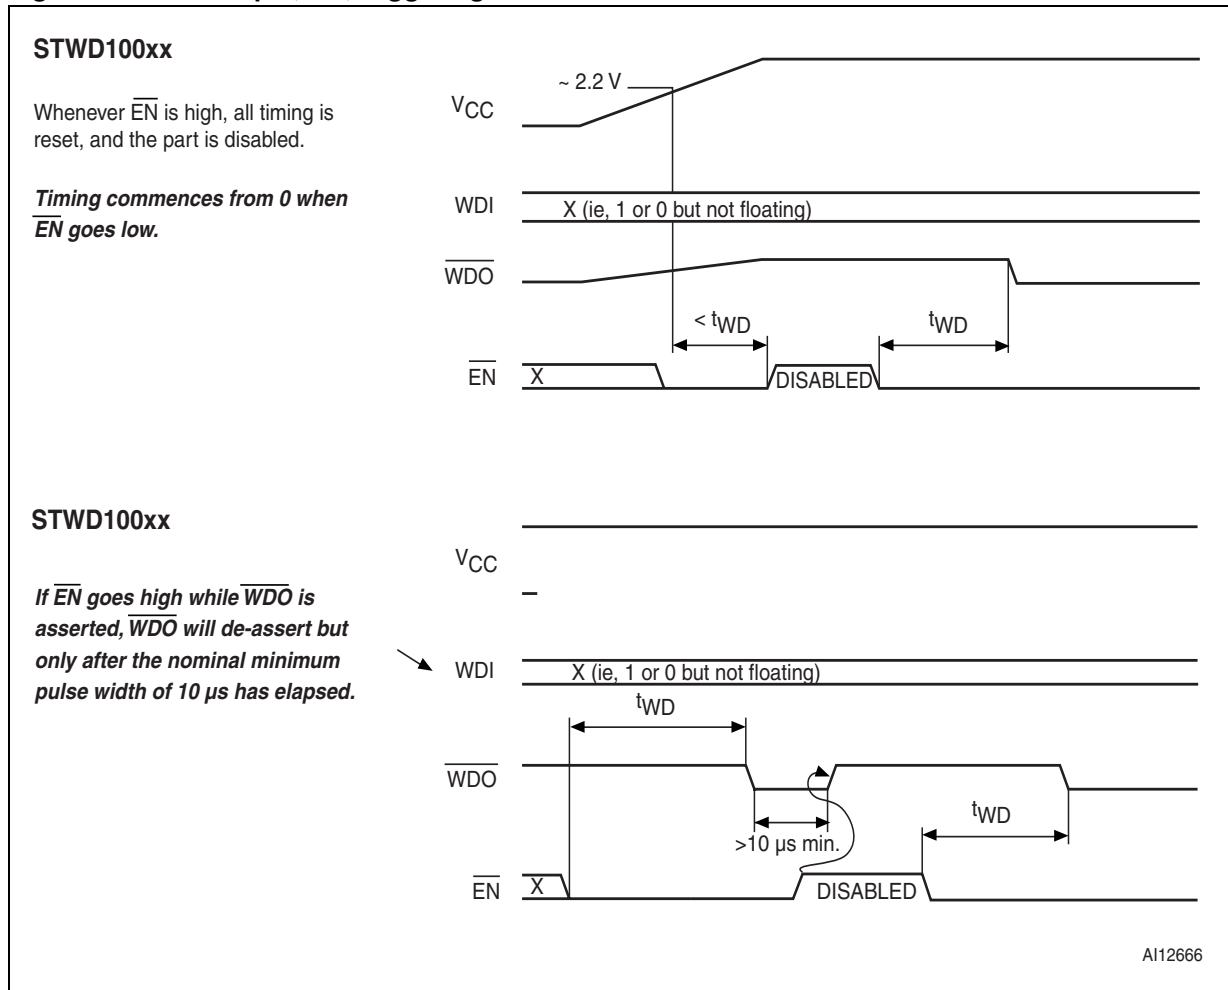 STWD100xx
Whenever EN is high, all timing is
reset, and the part is disabled.
Timing commences from 0 when
EN goes low.
~ 2.2 V
VCC
WDI
X (ie, 1 or 0 but not floating)
WDO
< tWD
tWD
EN
X
DISABLED
STWD100xx
If EN goes high while WDO is
asserted, WDO will de-assert but
only after the nominal minimum
pulse width of 10 µs has elapsed.
VCC
WDI
X (ie, 1 or 0 but not floating)
tWD
WDO
tWD
>10 µs min.
EN
X
DISABLED
AI12666